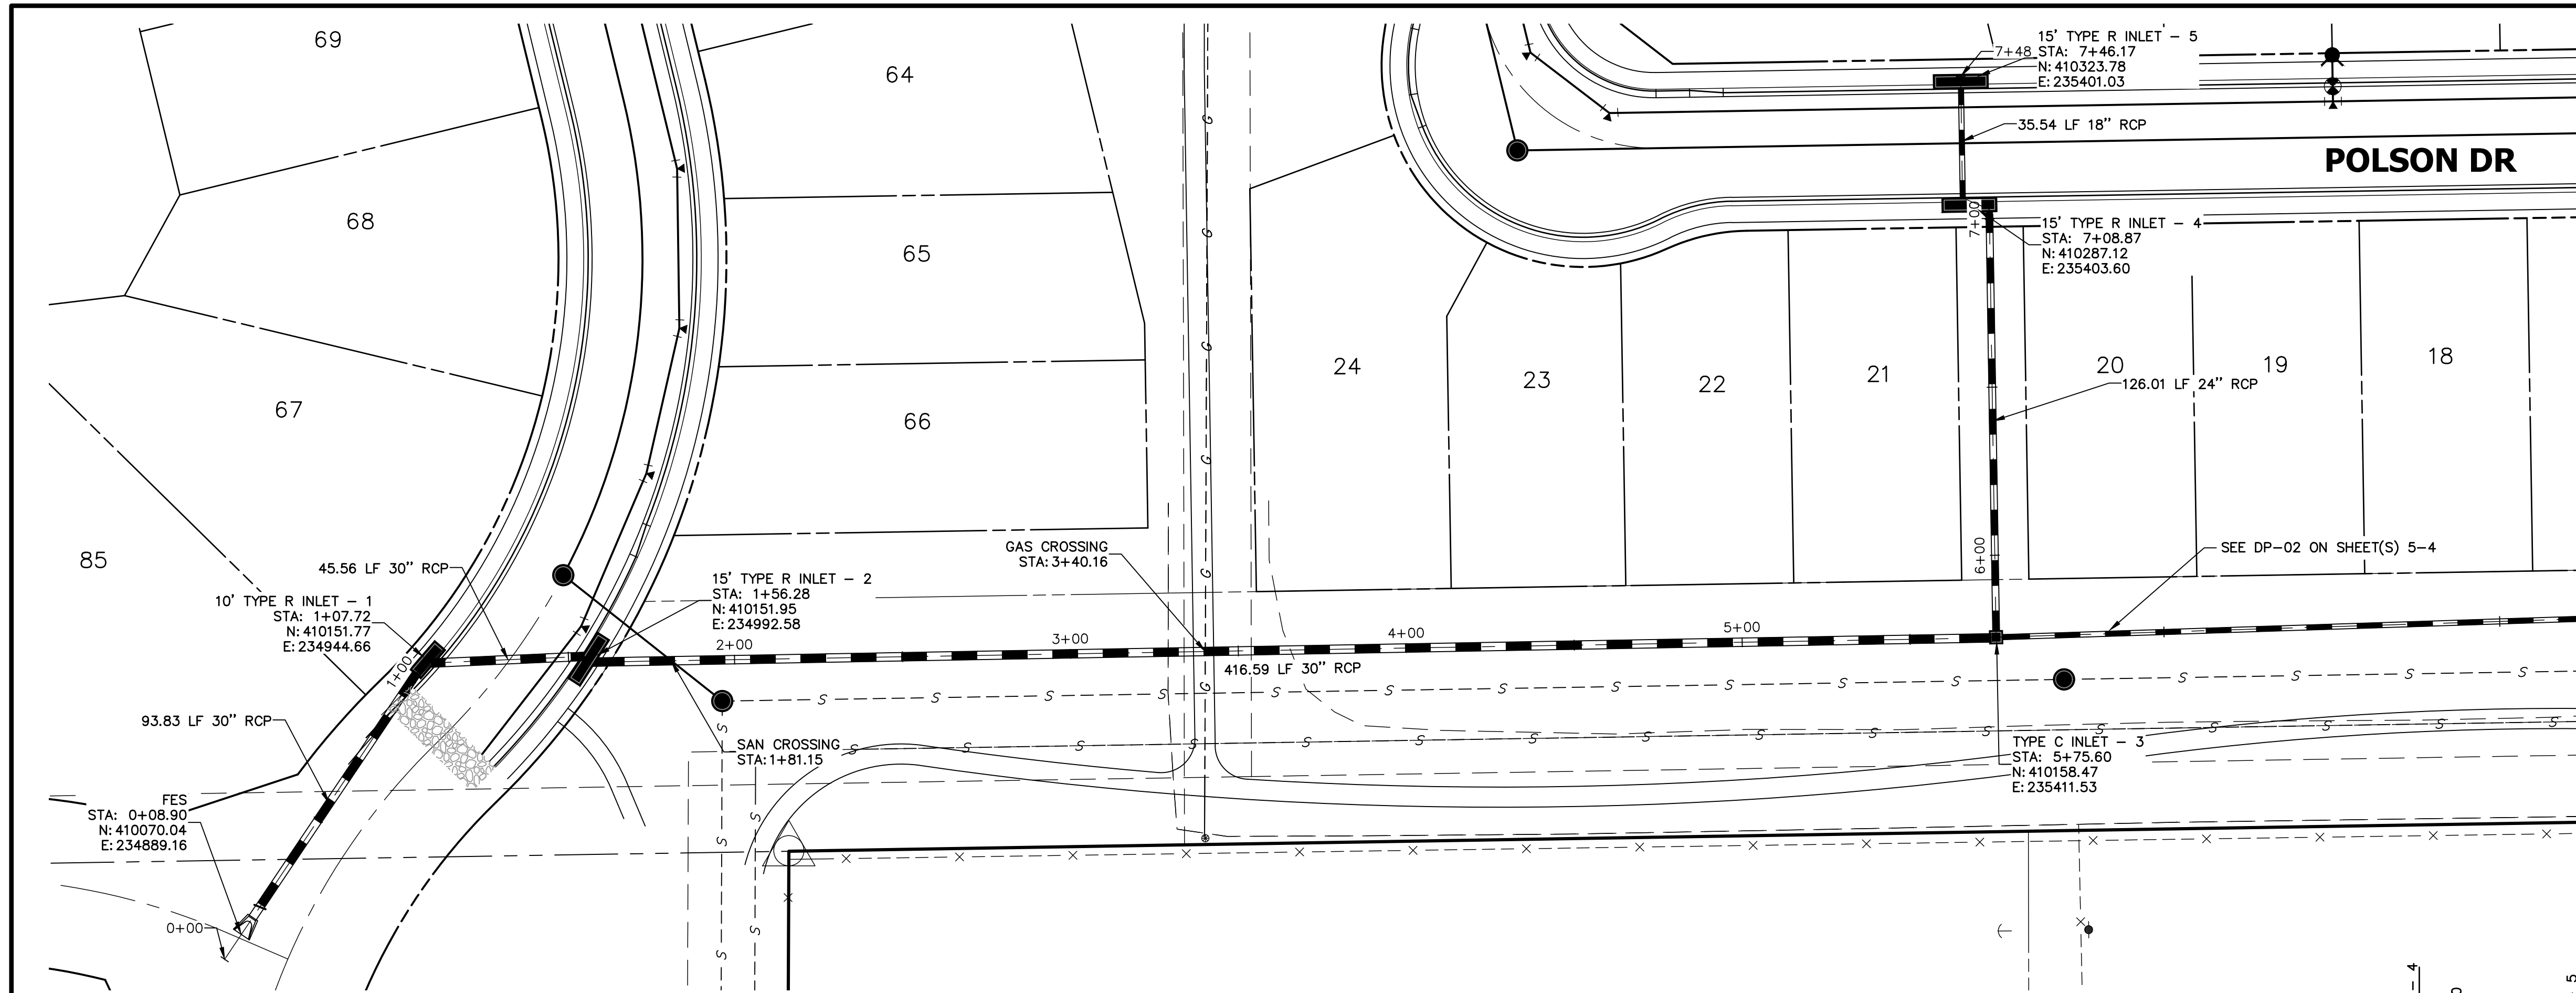 69
68
67
85
64
65
66
24
23
22
21
20
19
18
7+48
15' TYPE R INLET - 5
STA: 7+46.17
N: 410323.78
E: 235401.03
35.54 LF 18" RCP
POLSON DR
7+00
15' TYPE R INLET - 4
STA: 7+08.87
N: 410287.12
E: 235403.60
126.01 LF 24" RCP
6+00
SEE DP-02 ON SHEET(S) 5-4
GAS CROSSING
STA: 3+40.16
45.56 LF 30" RCP
15' TYPE R INLET - 2
STA: 1+56.28
N: 410151.95
E: 234992.58
10' TYPE R INLET - 1
STA: 1+07.72
N: 410151.77
E: 234944.66
1+00
2+00
3+00
4+00
5+00
416.59 LF 30" RCP
93.83 LF 30" RCP
SAN CROSSING
STA: 1+81.15
TYPE C INLET - 3
STA: 5+75.60
N: 410158.47
E: 235411.53
FES
STA: 0+08.90
N: 410070.04
E: 234889.16
0+00
G
G
G
G
G
G
S S S S S S S S S S S S S S
S S S S S S S S S S S S S S S S
S
S
S
S
S